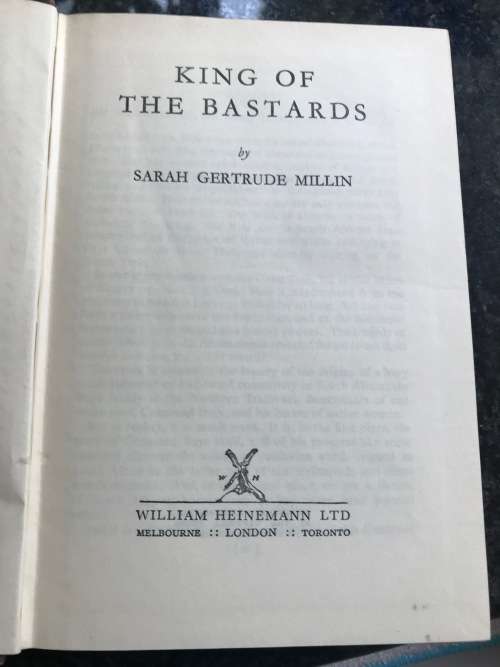 KING OF
THE BASTARDS
by
SARAH GERTRUDE MILLIN
W H
WILLIAM HEINEMANN LTD
MELBOURNE :: LONDON :: TORONTO